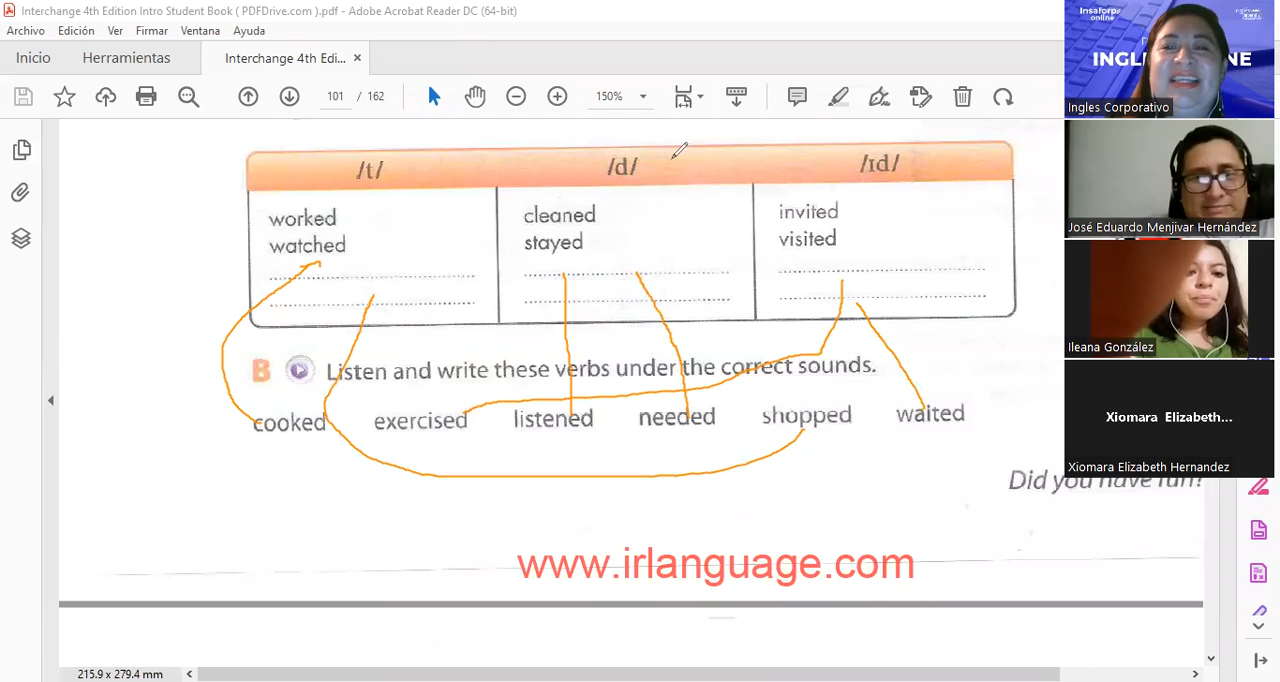 Interchange 4th Edition Intro Student Book ( PDFDrive.com ).pdf - Adobe Acrobat Reader DC (64-bit)
Archivo Edición Ver Firmar Ventana Ayuda
Inicio Herramientas Interchange 4th Edi... ×
101 / 162 150%
/t/ /d/ /ɪd/
worked cleaned invited
watched stayed visited
B Listen and write these verbs under the correct sounds.
cooked exercised listened needed shopped waited
Did you have fun?
www.irlanguage.com
215.9 x 279.4 mm
Insaforp
online
INGL NE
Ingles Corporativo
José Eduardo Menjivar Hernández
Ileana González
Xiomara Elizabeth...
Xiomara Elizabeth Hernandez